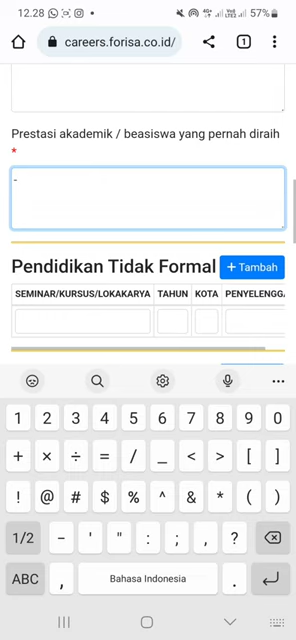 12.28
57%
careers.forisa.co.id/
1
Prestasi akademik / beasiswa yang pernah diraih
*
-
Pendidikan Tidak Formal
+ Tambah
SEMINAR/KURSUS/LOKAKARYA TAHUN KOTA PENYELENGGA
1 2 3 4 5 6 7 8 9 0
+ × ÷ = / _ < > [ ]
! @ # $ % ^ & * ( )
1/2 - ' " : ; , ?
ABC , Bahasa Indonesia .